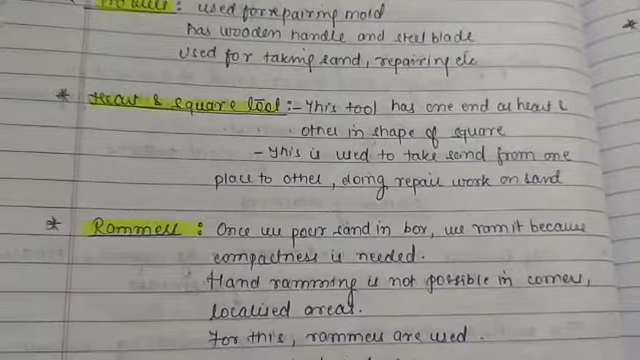 Trowels : used for repairing mold
has wooden handle and steel blade
used for taking sand, repairing etc
* Heart & Square tool :- This tool has one end as heart &
other in shape of square
- This is used to take sand from one
place to other, doing repair work on sand
* Rammers : Once we pour sand in box, we ram it because
compactness is needed.
Hand ramming is not possible in corners,
localised areas.
For this, rammers are used.